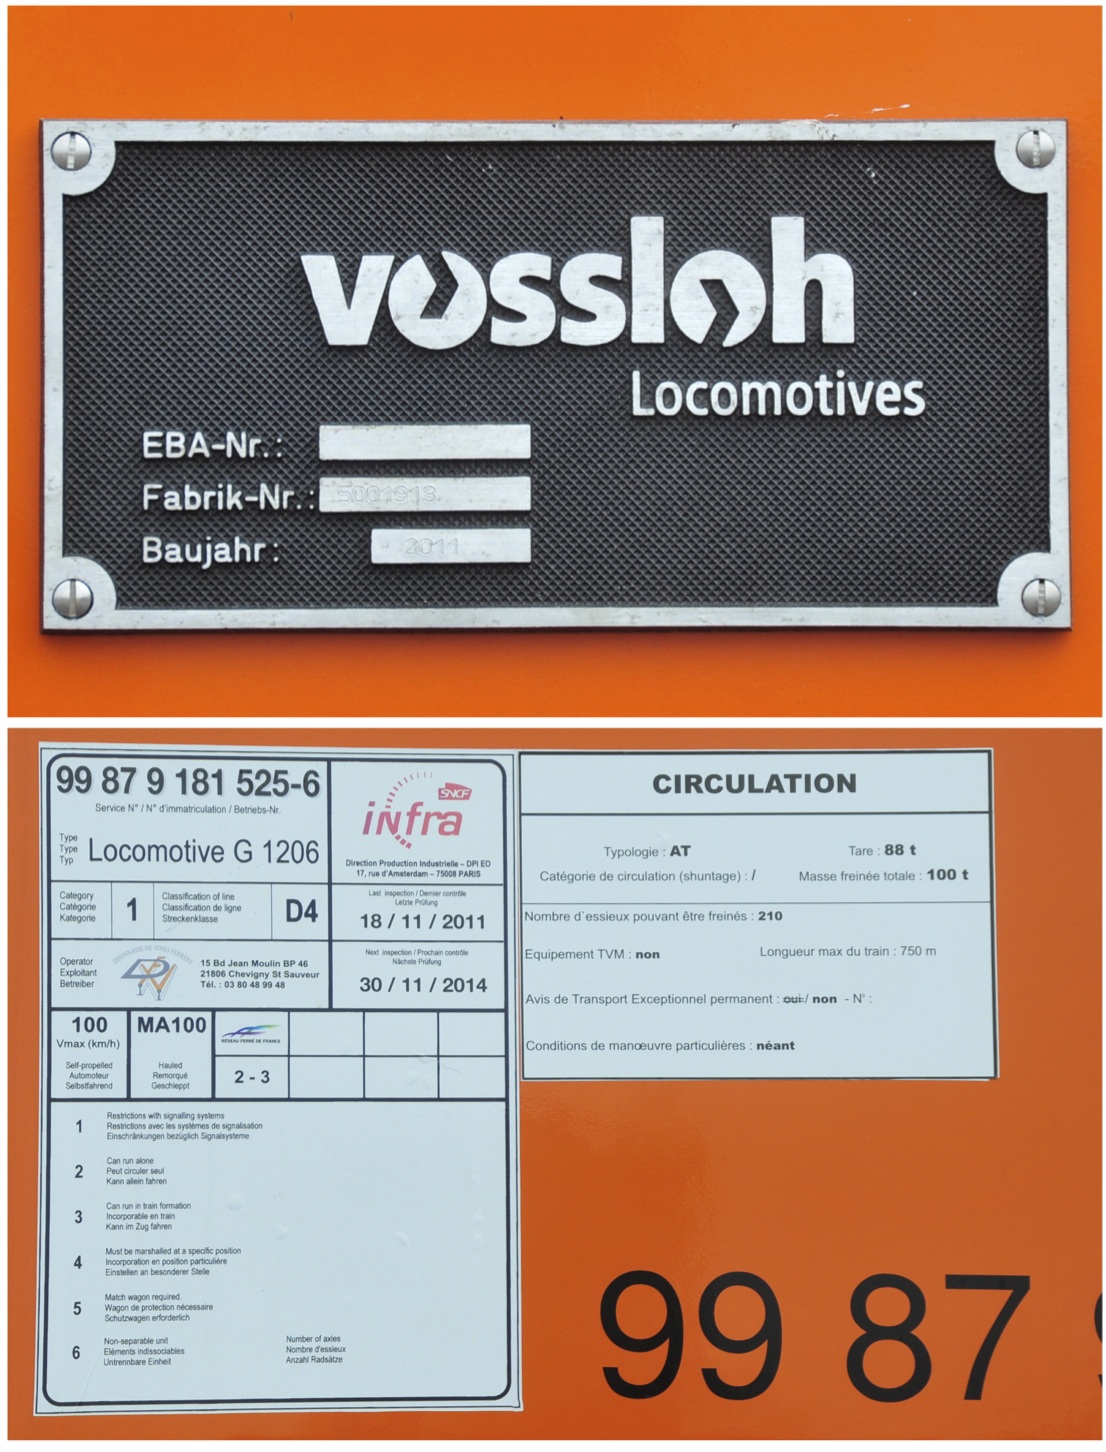 vossloh
Locomotives
EBA-Nr.:
Fabrik-Nr.: 5001913
Baujahr: 2011
99 87 9 181 525-6
Service N° / N° d'immatriculation / Betriebs-Nr.
Type
Type
Typ
Locomotive G 1206
SNCF
infra
Direction Production Industrielle – DPI EO
17, rue d'Amsterdam – 75008 PARIS
Category
Catégorie
Kategorie
1
Classification of line
Classification de ligne
Streckenklasse
D4
Last inspection / Dernier contrôle
Letzte Prüfung
18 / 11 / 2011
Operator
Exploitant
Betreiber
DIJONNAISE DE VOIES FERRÉES
DVF
15 Bd Jean Moulin BP 46
21806 Chevigny St Sauveur
Tél. : 03 80 48 99 48
Next inspection / Prochain contrôle
Nächste Prüfung
30 / 11 / 2014
100
Vmax (km/h)
Self-propelled
Automoteur
Selbstfahrend
MA100
Hauled
Remorqué
Geschleppt
RÉSEAU FERRÉ DE FRANCE
2 - 3
1
Restrictions with signalling systems
Restrictions avec les systèmes de signalisation
Einschränkungen bezüglich Signalsysteme
2
Can run alone
Peut circuler seul
Kann allein fahren
3
Can run in train formation
Incorporable en train
Kann im Zug fahren
4
Must be marshalled at a specific position
Incorporation en position particulière
Einstellen an besonderer Stelle
5
Match wagon required.
Wagon de protection nécessaire
Schutzwagen erforderlich
6
Non-separable unit
Eléments indissociables
Untrennbare Einheit
Number of axles
Nombre d'essieux
Anzahl Radsätze
CIRCULATION
Typologie : AT Tare : 88 t
Catégorie de circulation (shuntage) : / Masse freinée totale : 100 t
Nombre d`essieux pouvant être freinés : 210
Equipement TVM : non Longueur max du train : 750 m
Avis de Transport Exceptionnel permanent : oui / non - N° :
Conditions de manœuvre particulières : néant
99 87